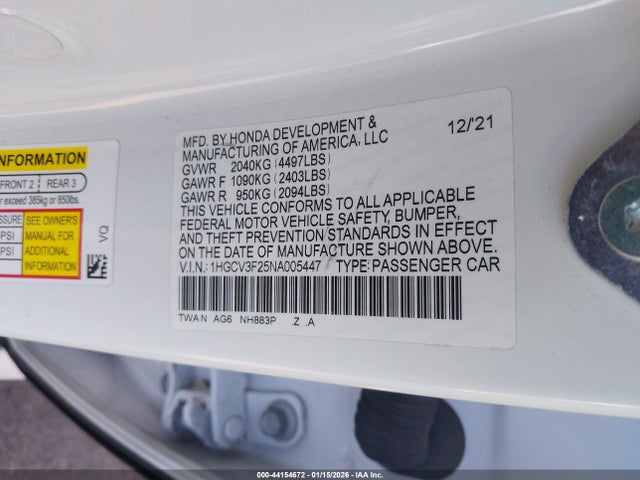 MFD. BY HONDA DEVELOPMENT & 12/'21
MANUFACTURING OF AMERICA, LLC
GVWR 2040KG (4497LBS)
GAWR F 1090KG (2403LBS)
GAWR R 950KG (2094LBS)
THIS VEHICLE CONFORMS TO ALL APPLICABLE
FEDERAL MOTOR VEHICLE SAFETY, BUMPER,
AND THEFT PREVENTION STANDARDS IN EFFECT
ON THE DATE OF MANUFACTURE SHOWN ABOVE.
V.I.N.: 1HGCV3F25NA005447 TYPE: PASSENGER CAR
TWA N AG6 NH883P Z .A
INFORMATION
FRONT 2 REAR 3
exceed 385kg or 850lbs.
SEE OWNER'S
MANUAL FOR
ADDITIONAL
INFORMATION
PSI
PSI
VQ
000-44154672 01/15/2026 - IAA Inc.